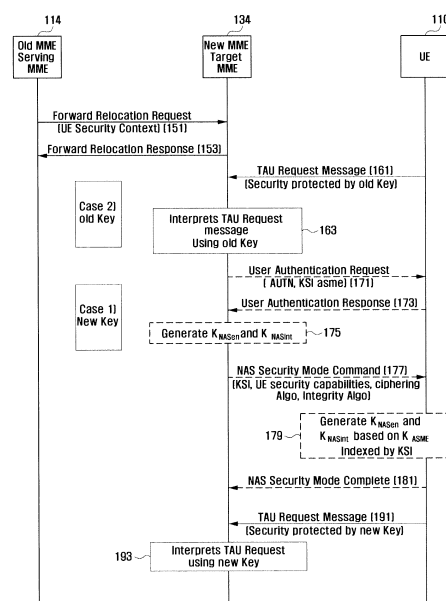 114
134
110
Old MME
Serving
MME
New MME
Target
MME
UE
Forward Relocation Request
(UE Security Context) (151)
Forward Relocation Response (153)
TAU Request Message (161)
(Security protected by old Key)
Case 2)
old Key
Interprets TAU Request
message
Using old Key
163
User Authentication Request
( AUTN, KSI asme) (171)
User Authentication Response (173)
Case 1)
New Key
Generate KNASen and K NASint
175
NAS Security Mode Command (177)
(KSI, UE security capabilities, ciphering
Algo, Integrity Algo)
179
Generate KNASen and
KNASint based on K ASME
Indexed by KSI
NAS Security Mode Complete (181)
TAU Request Message (191)
(Security protected by new Key)
193
Interprets TAU Request
using new Key